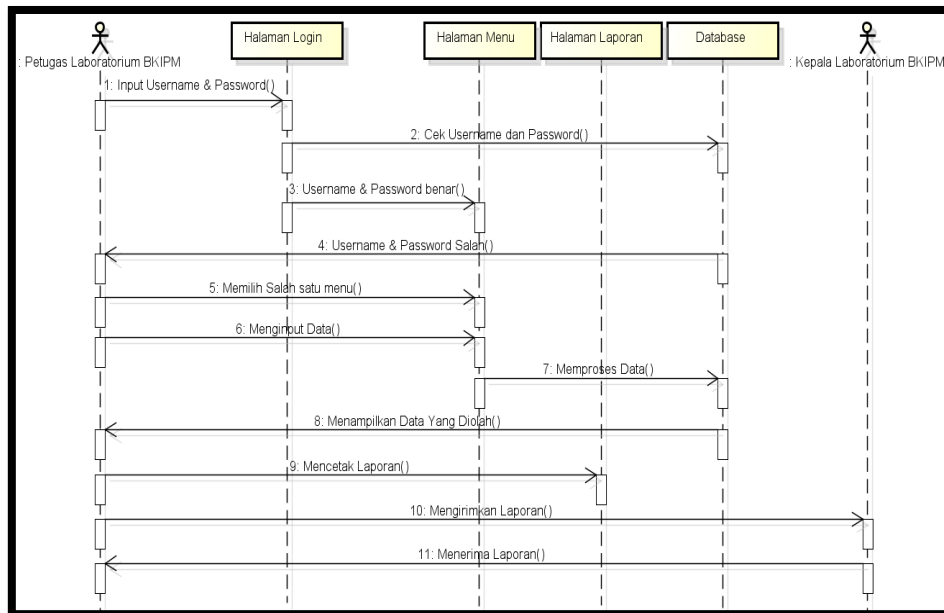 Halaman Login
Halaman Menu
Halaman Laporan
Database
: Petugas Laboratorium BKIPM
: Kepala Laboratorium BKIPM
1: Input Username & Password()
2: Cek Username dan Password()
3: Username & Password benar()
4: Username & Password Salah()
5: Memilih Salah satu menu()
6: Menginput Data()
7: Memproses Data()
8: Menampilkan Data Yang Diolah()
9: Mencetak Laporan()
10: Mengirimkan Laporan()
11: Menerima Laporan()